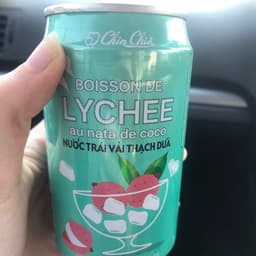 Chin Chin
BOISSON DE
LYCHEE
au nata de coco
NƯỚC TRÁI VẢI THẠCH DỪA